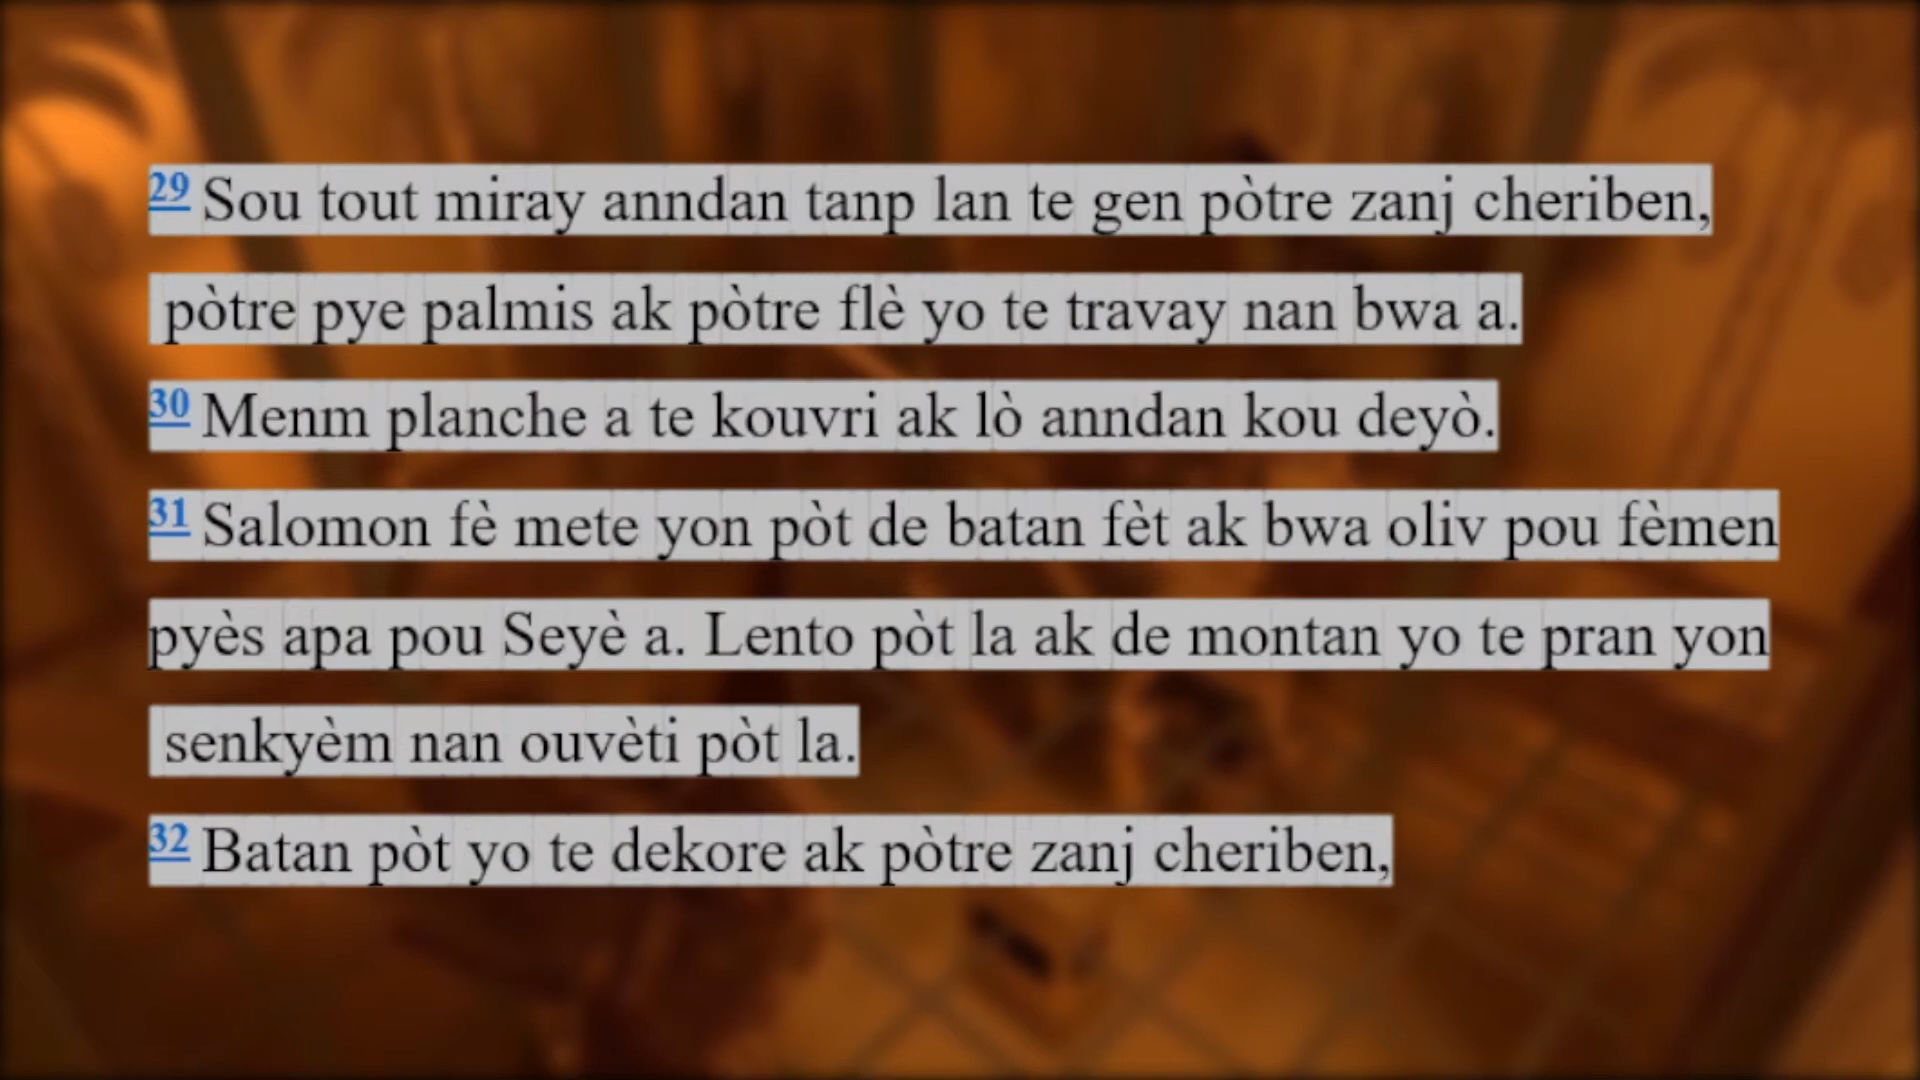 29 Sou tout miray anndan tanp lan te gen pòtre zanj cheriben,
pòtre pye palmis ak pòtre flè yo te travay nan bwa a.
30 Menm planche a te kouvri ak lò anndan kou deyò.
31 Salomon fè mete yon pòt de batan fèt ak bwa oliv pou fèmen
pyès apa pou Seyè a. Lento pòt la ak de montan yo te pran yon
senkyèm nan ouvèti pòt la.
32 Batan pòt yo te dekore ak pòtre zanj cheriben,